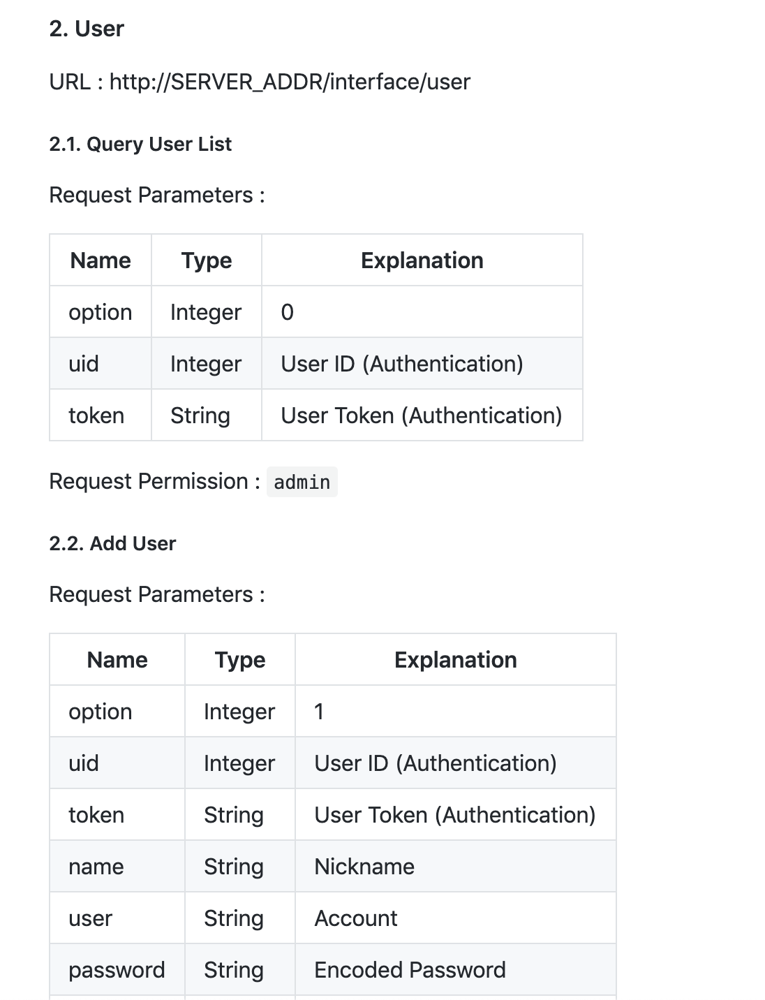 2. User
URL : http://SERVER_ADDR/interface/user
2.1. Query User List
Request Parameters :
Name Type Explanation
option Integer 0
uid Integer User ID (Authentication)
token String User Token (Authentication)
Request Permission : admin
2.2. Add User
Request Parameters :
Name Type Explanation
option Integer 1
uid Integer User ID (Authentication)
token String User Token (Authentication)
name String Nickname
user String Account
password String Encoded Password